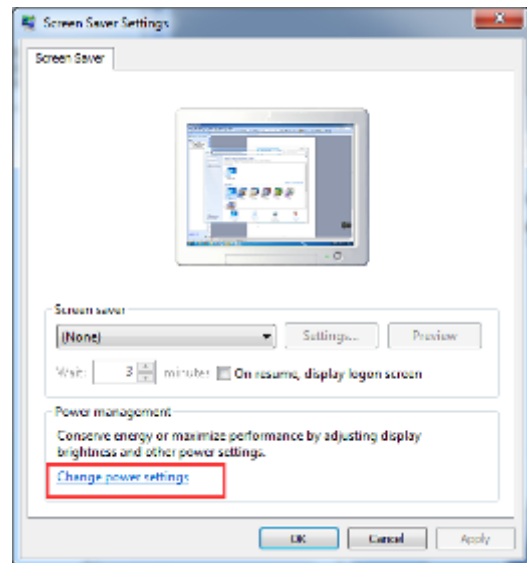 Screen Saver Settings
Screen Saver
Screen saver
(None)
Settings...
Preview
Wait:
3
minutes
On resume, display logon screen
Power management
Conserve energy or maximize performance by adjusting display
brightness and other power settings.
Change power settings
OK
Cancel
Apply